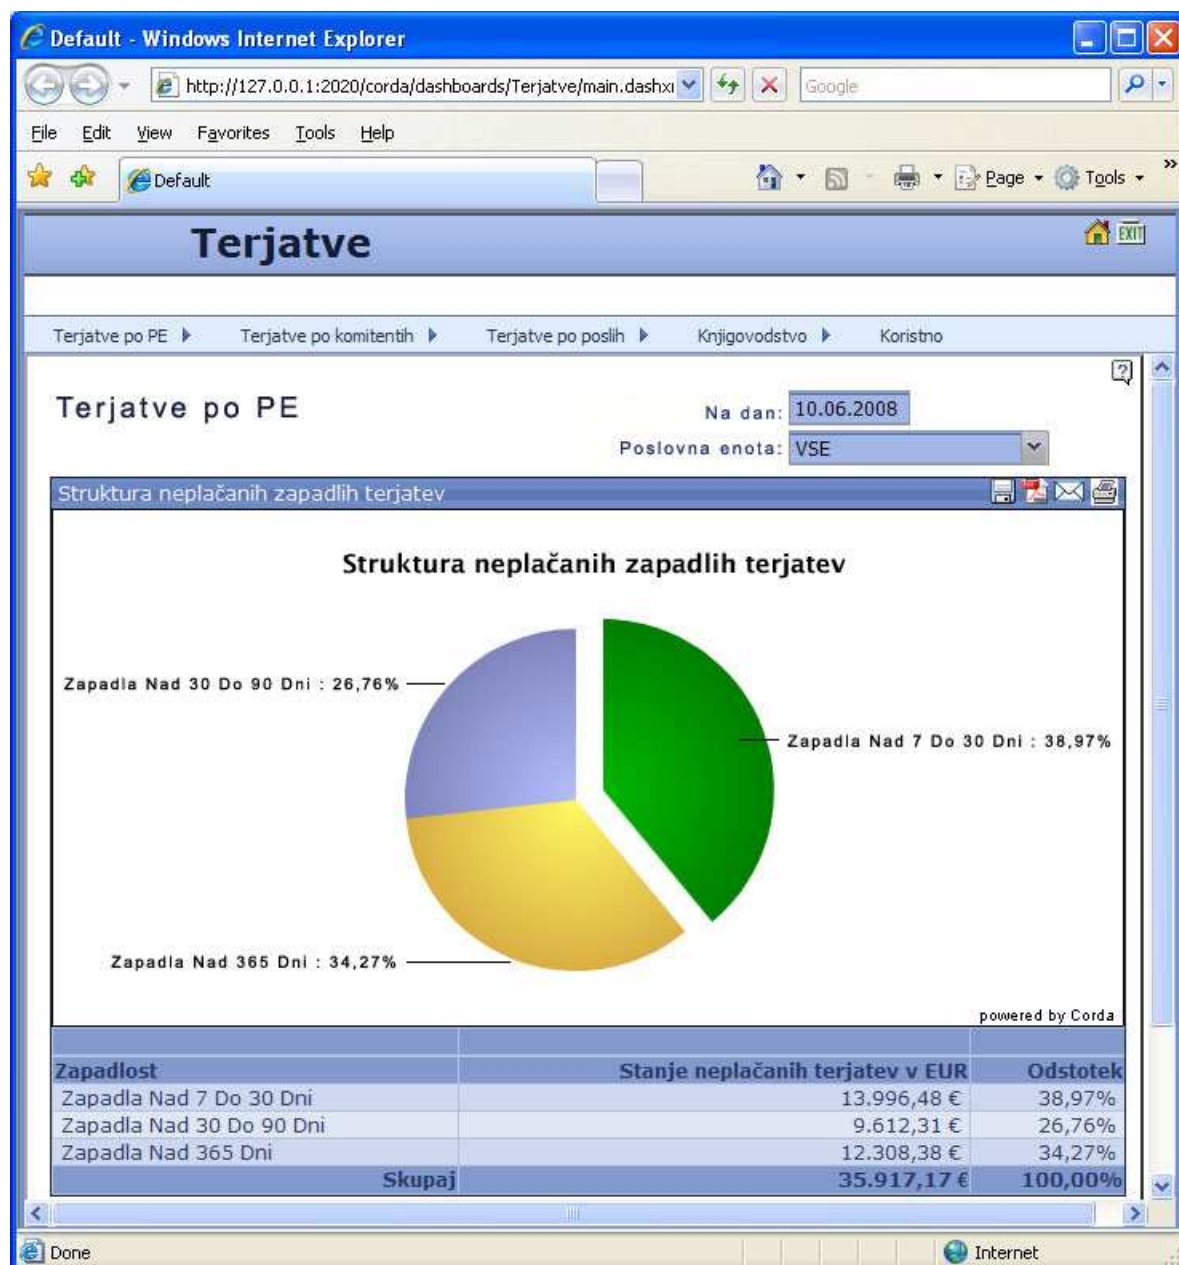 Default - Windows Internet Explorer
http://127.0.0.1:2020/corda/dashboards/Terjatve/main.dashx Google
File Edit View Favorites Tools Help
Default Page Tools »
Terjatve EXIT
Terjatve po PE Terjatve po komitentih Terjatve po poslih Knjigovodstvo Koristno
?
Terjatve po PE
Na dan: 10.06.2008
Poslovna enota: VSE
Struktura neplačanih zapadlih terjatev
Struktura neplačanih zapadlih terjatev
Zapadla Nad 30 Do 90 Dni : 26,76%
Zapadla Nad 7 Do 30 Dni : 38,97%
Zapadla Nad 365 Dni : 34,27%
powered by Corda
Zapadlost Stanje neplačanih terjatev v EUR Odstotek
Zapadla Nad 7 Do 30 Dni 13.996,48 € 38,97%
Zapadla Nad 30 Do 90 Dni 9.612,31 € 26,76%
Zapadla Nad 365 Dni 12.308,38 € 34,27%
Skupaj 35.917,17 € 100,00%
Done Internet